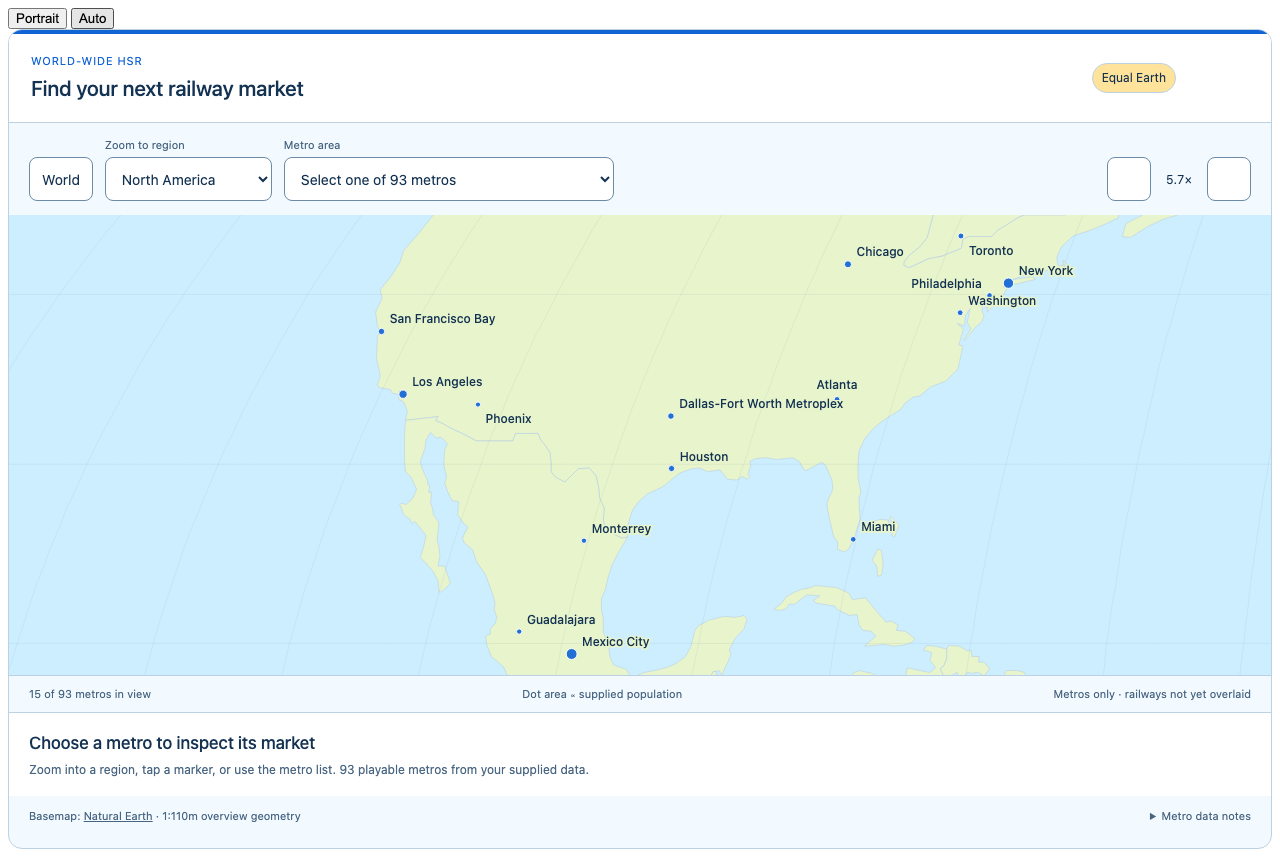 Portrait Auto
WORLD-WIDE HSR
Find your next railway market
Equal Earth
Zoom to region
Metro area
World
North America
Select one of 93 metros
5.7×
Chicago
Toronto
New York
Philadelphia
Washington
San Francisco Bay
Los Angeles
Atlanta
Dallas-Fort Worth Metroplex
Phoenix
Houston
Miami
Monterrey
Guadalajara
Mexico City
15 of 93 metros in view
Dot area ∝ supplied population
Metros only · railways not yet overlaid
Choose a metro to inspect its market
Zoom into a region, tap a marker, or use the metro list. 93 playable metros from your supplied data.
Basemap: Natural Earth · 1:110m overview geometry
▶ Metro data notes